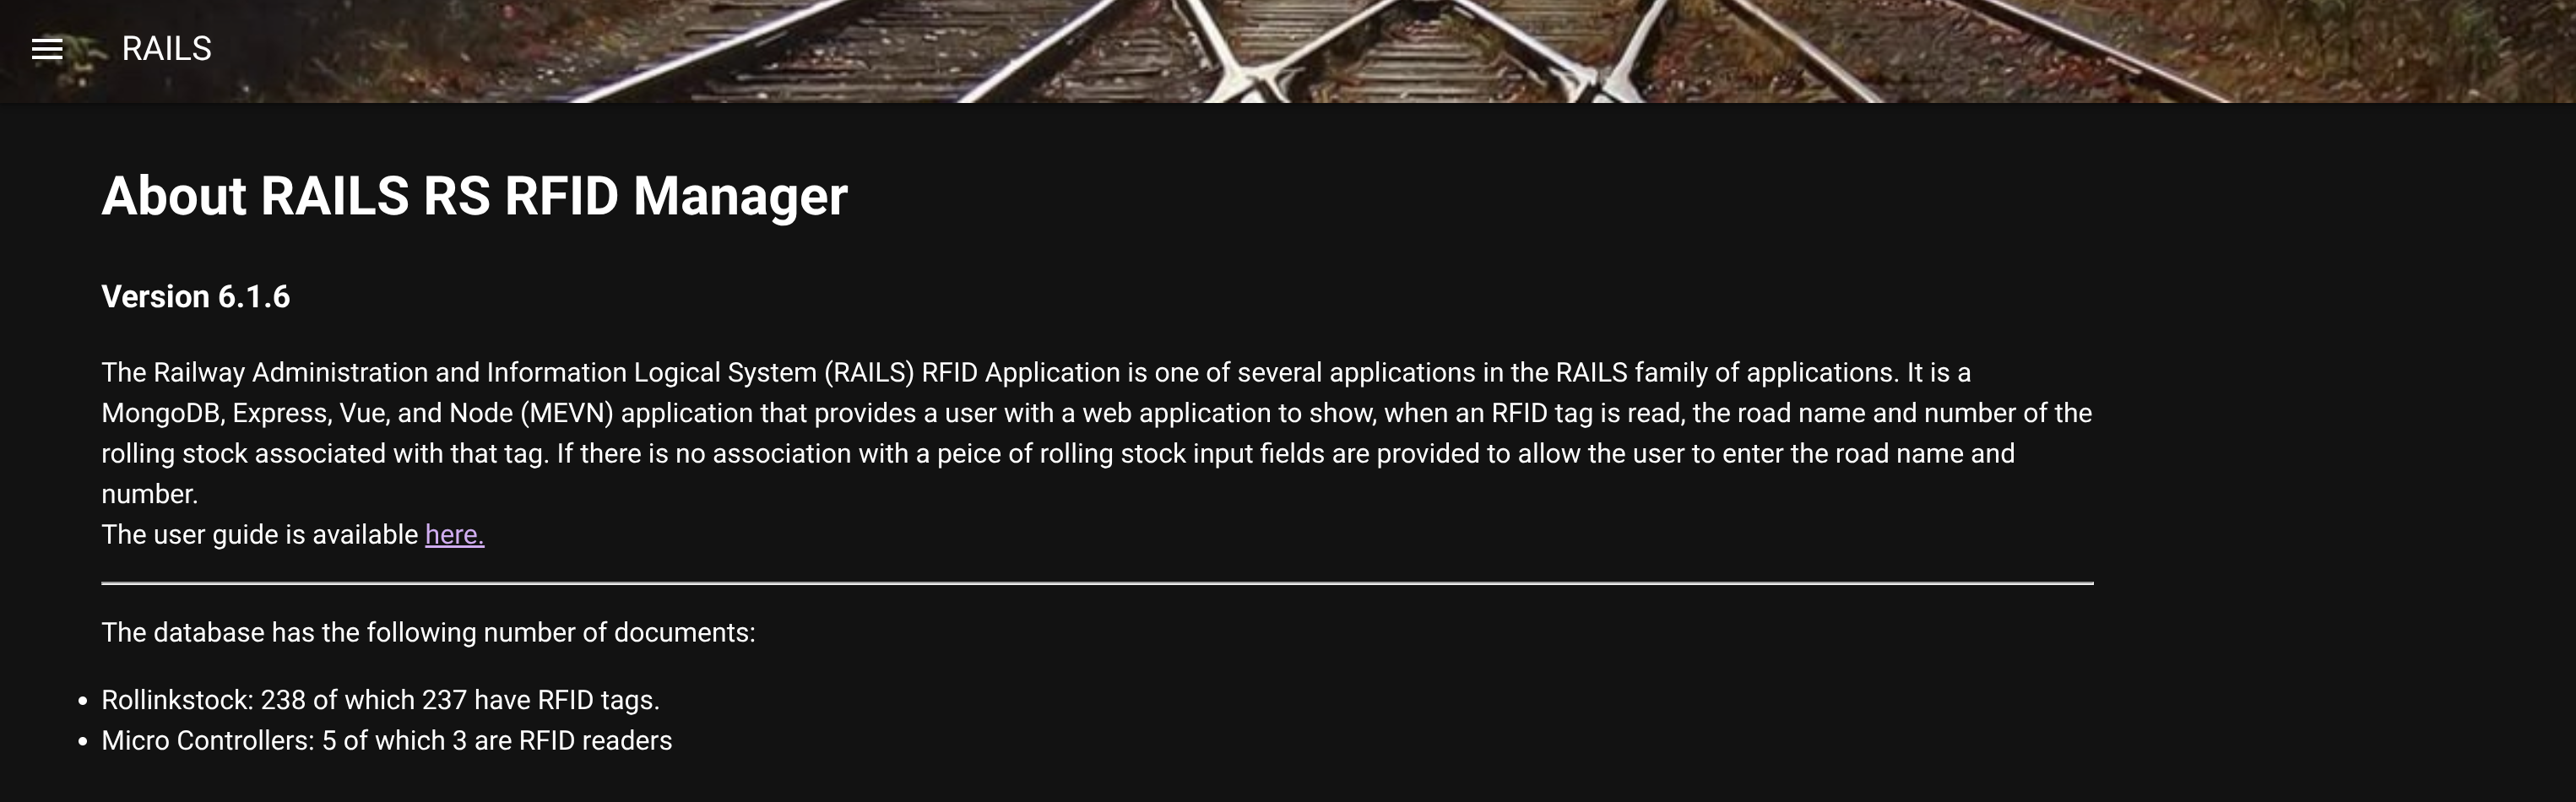 RAILS
About RAILS RS RFID Manager
Version 6.1.6
The Railway Administration and Information Logical System (RAILS) RFID Application is one of several applications in the RAILS family of applications. It is a
MongoDB, Express, Vue, and Node (MEVN) application that provides a user with a web application to show, when an RFID tag is read, the road name and number of the
rolling stock associated with that tag. If there is no association with a peice of rolling stock input fields are provided to allow the user to enter the road name and
number.
The user guide is available here.
The database has the following number of documents:
• Rollinkstock: 238 of which 237 have RFID tags.
• Micro Controllers: 5 of which 3 are RFID readers